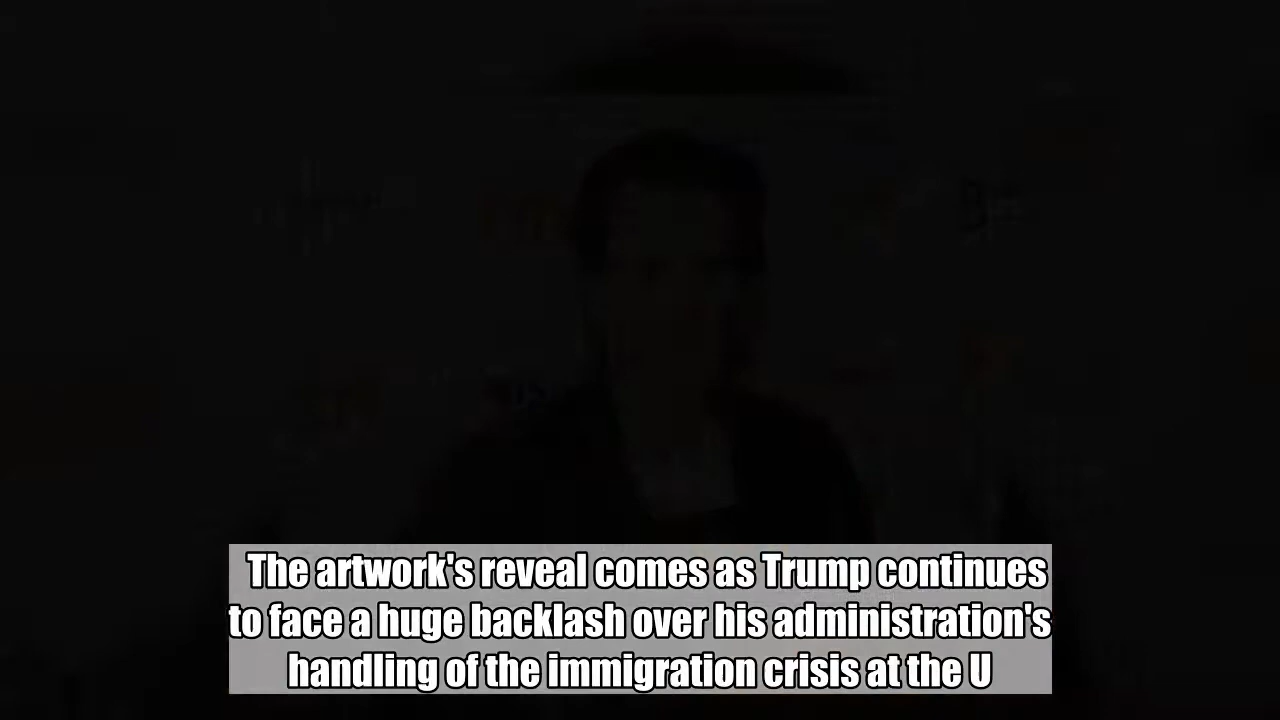 The artwork's reveal comes as Trump continues
to face a huge backlash over his administration's
handling of the immigration crisis at the U